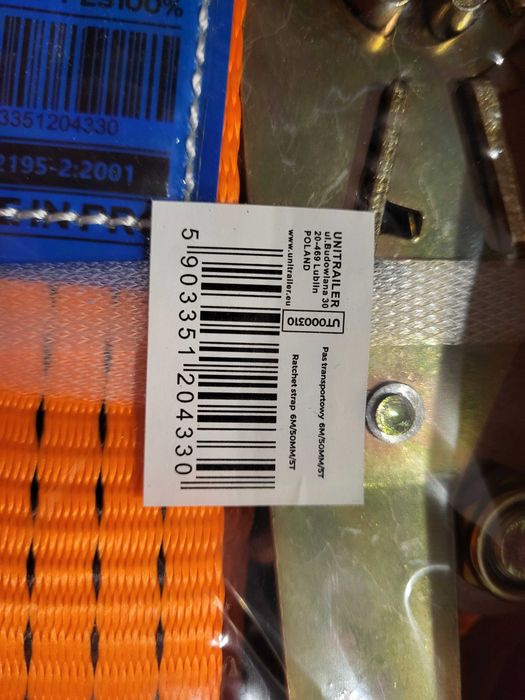 3351204330
2195-2:2001
UNITRAILER
ul.Budowlana 30
20-469 Lublin
POLAND
www.unitrailer.eu
UT000310
Pas transportowy 6M/50MM/5T
Ratchet strap 6M/50MM/5T
5 903351 204330